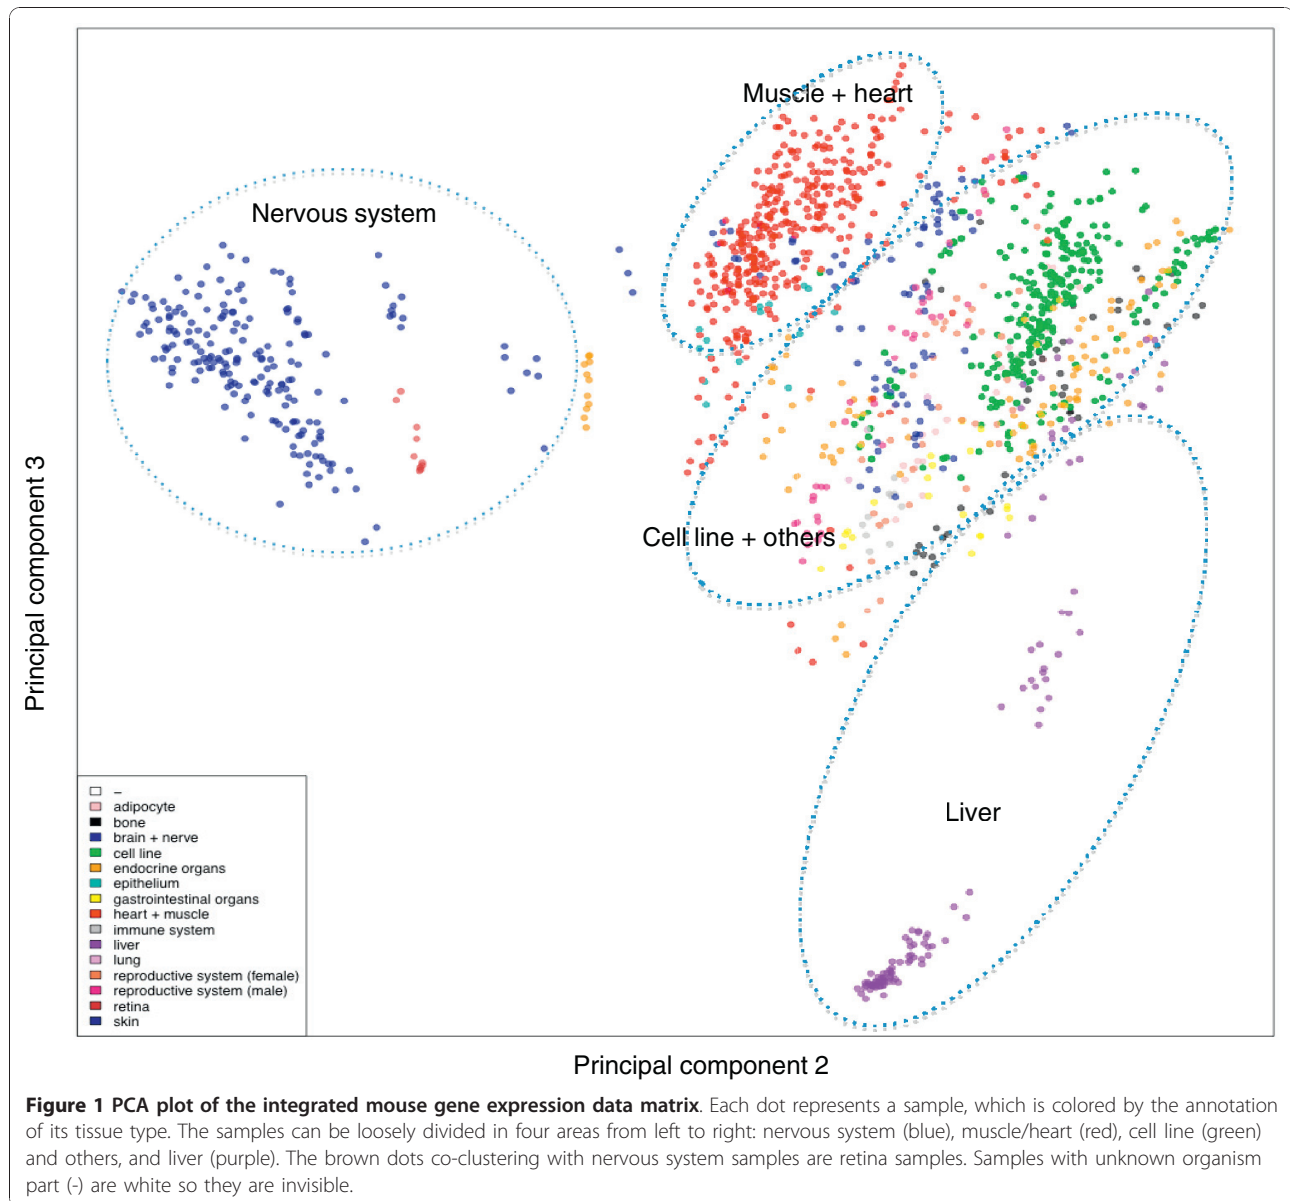 Muscle + heart
Nervous system
Cell line + others
Liver
Principal component 3
–
adipocyte
bone
brain + nerve
cell line
endocrine organs
epithelium
gastrointestinal organs
heart + muscle
immune system
liver
lung
reproductive system (female)
reproductive system (male)
retina
skin
Principal component 2
Figure 1 PCA plot of the integrated mouse gene expression data matrix. Each dot represents a sample, which is colored by the annotation
of its tissue type. The samples can be loosely divided in four areas from left to right: nervous system (blue), muscle/heart (red), cell line (green)
and others, and liver (purple). The brown dots co-clustering with nervous system samples are retina samples. Samples with unknown organism
part (-) are white so they are invisible.